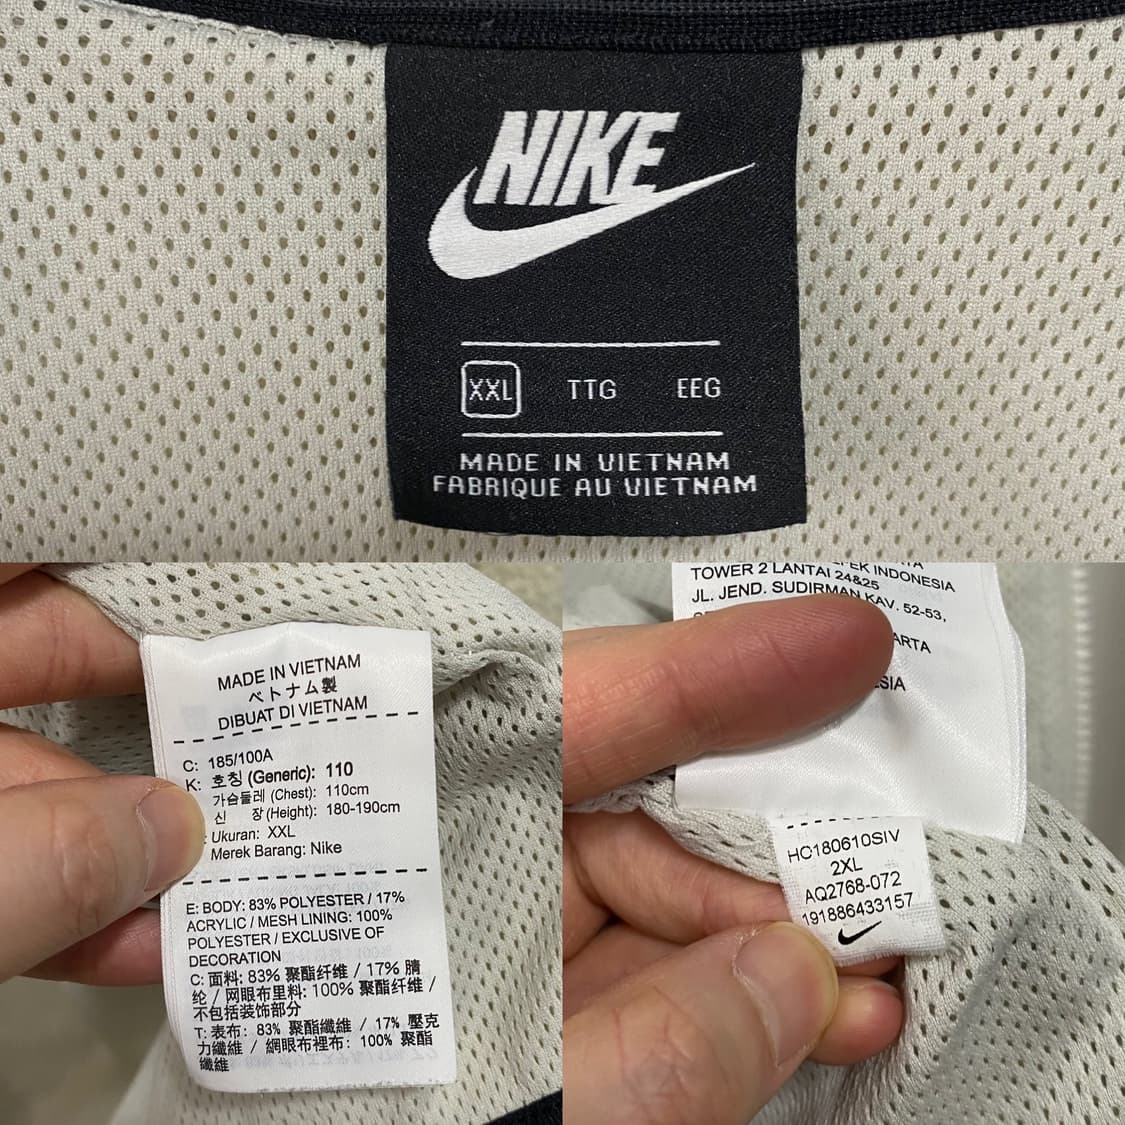 NIKE
XXL TTG EEG
MADE IN VIETNAM
FABRIQUE AU VIETNAM
MADE IN VIETNAM
ベトナム製
DIBUAT DI VIETNAM
C: 185/100A
K: 호칭 (Generic): 110
가슴둘레 (Chest): 110cm
신 장 (Height): 180-190cm
Ukuran: XXL
Merek Barang: Nike
E: BODY: 83% POLYESTER / 17%
ACRYLIC / MESH LINING: 100%
POLYESTER / EXCLUSIVE OF
DECORATION
C: 面料: 83% 聚酯纤维 / 17% 腈
纶 / 网眼布里料: 100% 聚酯纤维 /
不包括装饰部分
T: 表布: 83% 聚酯纖維 / 17% 壓克
力纖維 / 網眼布裡布: 100% 聚酯
纖維
TOWER 2 LANTAI 24&25
INDONESIA
JL. JEND. SUDIRMAN KAV. 52-53,
HO180610SIV
2XL
AQ2768-072
191886433157